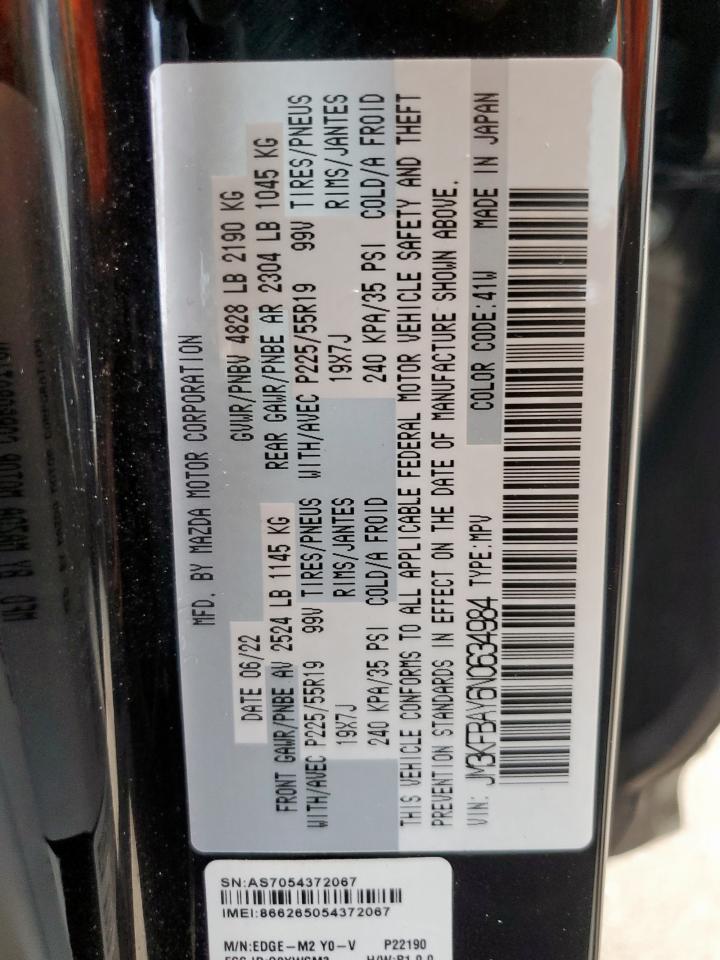 MFD. BY MAZDA MOTOR CORPORATION
DATE 06/22 GVWR/PNBV 4828 LB 2190 KG
FRONT GAWR/PNBE AV 2524 LB 1145 KG REAR GAWR/PNBE AR 2304 LB 1045 KG
WITH/AVEC P225/55R19 99V TIRES/PNEUS WITH/AVEC P225/55R19 99V TIRES/PNEUS
19X7J RIMS/JANTES 19X7J RIMS/JANTES
240 KPA/35 PSI COLD/A FROID 240 KPA/35 PSI COLD/A FROID
THIS VEHICLE CONFORMS TO ALL APPLICABLE FEDERAL MOTOR VEHICLE SAFETY AND THEFT
PREVENTION STANDARDS IN EFFECT ON THE DATE OF MANUFACTURE SHOWN ABOVE.
VIN: JM3KFBAY6N0634984 TYPE:MPV COLOR CODE:41W MADE IN JAPAN
SN:AS7054372067
IMEI:866265054372067
M/N:EDGE-M2 Y0-V P22190